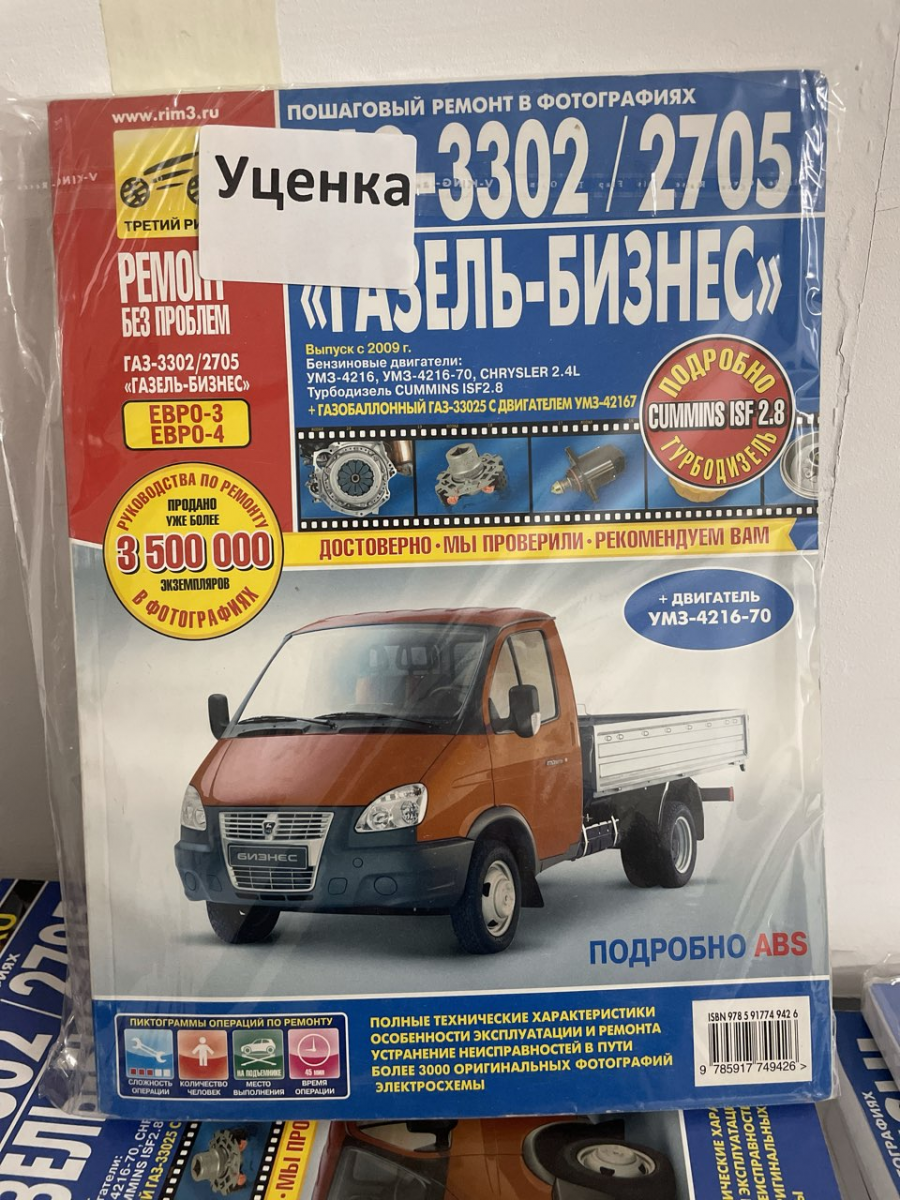 www.rim3.ru
ПОШАГОВЫЙ РЕМОНТ В ФОТОГРАФИЯХ
-3302/2705
Уценка
ТРЕТИЙ
РЕМОНТ
БЕЗ ПРОБЛЕМ
«ГАЗЕЛЬ-БИЗНЕС»
ГАЗ-3302/2705
«ГАЗЕЛЬ-БИЗНЕС»
ЕВРО-3
ЕВРО-4
Выпуск с 2009 г.
Бензиновые двигатели:
УМЗ-4216, УМЗ-4216-70, CHRYSLER 2.4L
Турбодизель CUMMINS ISF2.8
+ ГАЗОБАЛЛОННЫЙ ГАЗ-33025 С ДВИГАТЕЛЕМ УМЗ-42167
ПОДРОБНО
CUMMINS ISF 2.8
ТУРБОДИЗЕЛЬ
РУКОВОДСТВА ПО РЕМОНТУ
ПРОДАНО
УЖЕ БОЛЕЕ
3 500 000
ЭКЗЕМПЛЯРОВ
В ФОТОГРАФИЯХ
ДОСТОВЕРНО · МЫ ПРОВЕРИЛИ · РЕКОМЕНДУЕМ ВАМ
+ ДВИГАТЕЛЬ
УМЗ-4216-70
БИЗНЕС
ПОДРОБНО ABS
ПИКТОГРАММЫ ОПЕРАЦИЙ ПО РЕМОНТУ
НА ПОДЪЕМНИКЕ
45 мин
СЛОЖНОСТЬ
ОПЕРАЦИИ
КОЛИЧЕСТВО
ЧЕЛОВЕК
МЕСТО
ВЫПОЛНЕНИЯ
ВРЕМЯ
ОПЕРАЦИИ
ПОЛНЫЕ ТЕХНИЧЕСКИЕ ХАРАКТЕРИСТИКИ
ОСОБЕННОСТИ ЭКСПЛУАТАЦИИ И РЕМОНТА
УСТРАНЕНИЕ НЕИСПРАВНОСТЕЙ В ПУТИ
БОЛЕЕ 3000 ОРИГИНАЛЬНЫХ ФОТОГРАФИЙ
ЭЛЕКТРОСХЕМЫ
ISBN 978 5 91774 942 6
9 785917 749426 >